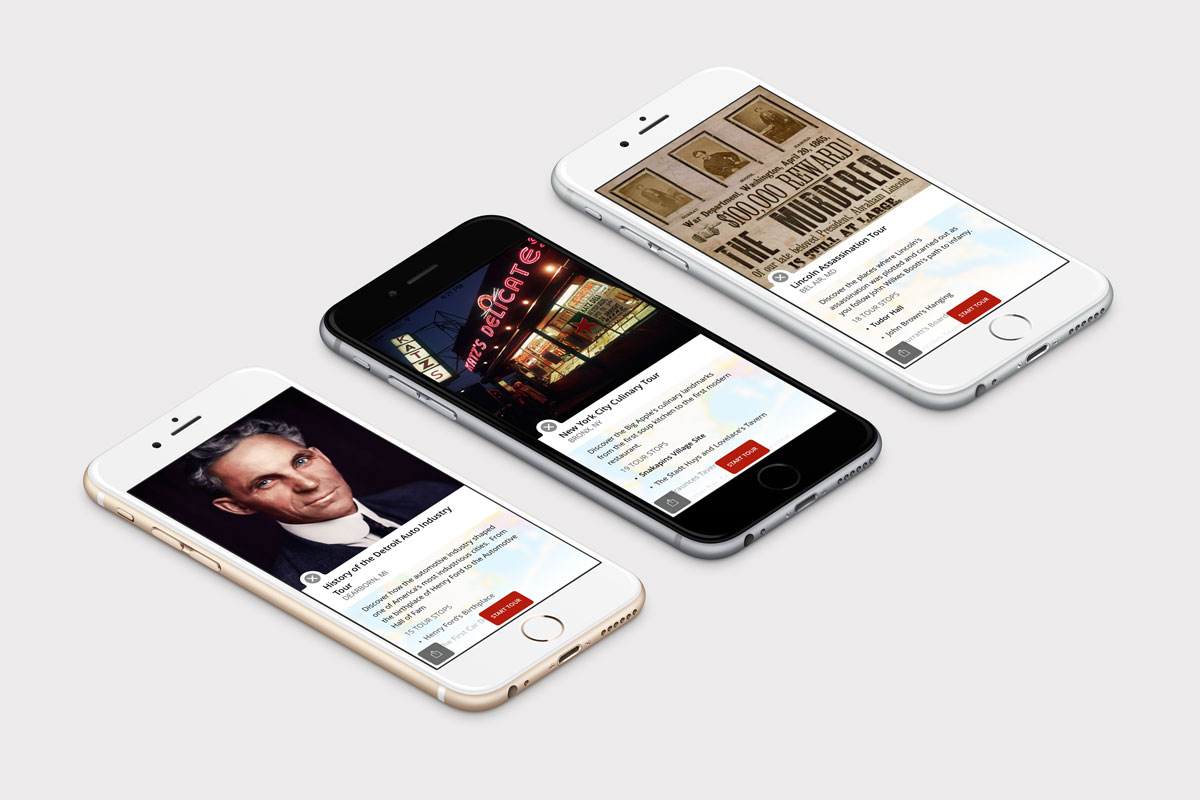 History of the Detroit Auto Industry
Tour
DEARBORN, MI
Discover how the automotive industry shaped
one of America's most industrious cities. From
the birthplace of Henry Ford to the Automotive
Hall of Fam
15 TOUR STOPS
• Henry Ford's Birthplace
The First Car D
START TOUR
KATZ'S DELICATE
KATZ'S
New York City Culinary Tour
BRONX, NY
Discover the Big Apple's culinary landmarks
from the first soup kitchen to the first modern
restaurant.
19 TOUR STOPS
• Snakapins Village Site
• The Stadt Huys and Lovelace's Tavern
aunces Tavern
START TOUR
War Department, Washington, April 20, 1865,
$100,000 REWARD!
THE MURDERER
Of our late beloved President, Abraham Lincoln,
IS STILL AT LARGE.
Lincoln Assassination Tour
BEL AIR, MD
Discover the places where Lincoln's
assassination was plotted and carried out as
you follow John Wilkes Booth's path to infamy.
18 TOUR STOPS
• Tudor Hall
• John Brown's Hanging
urratt's Board
START TOUR